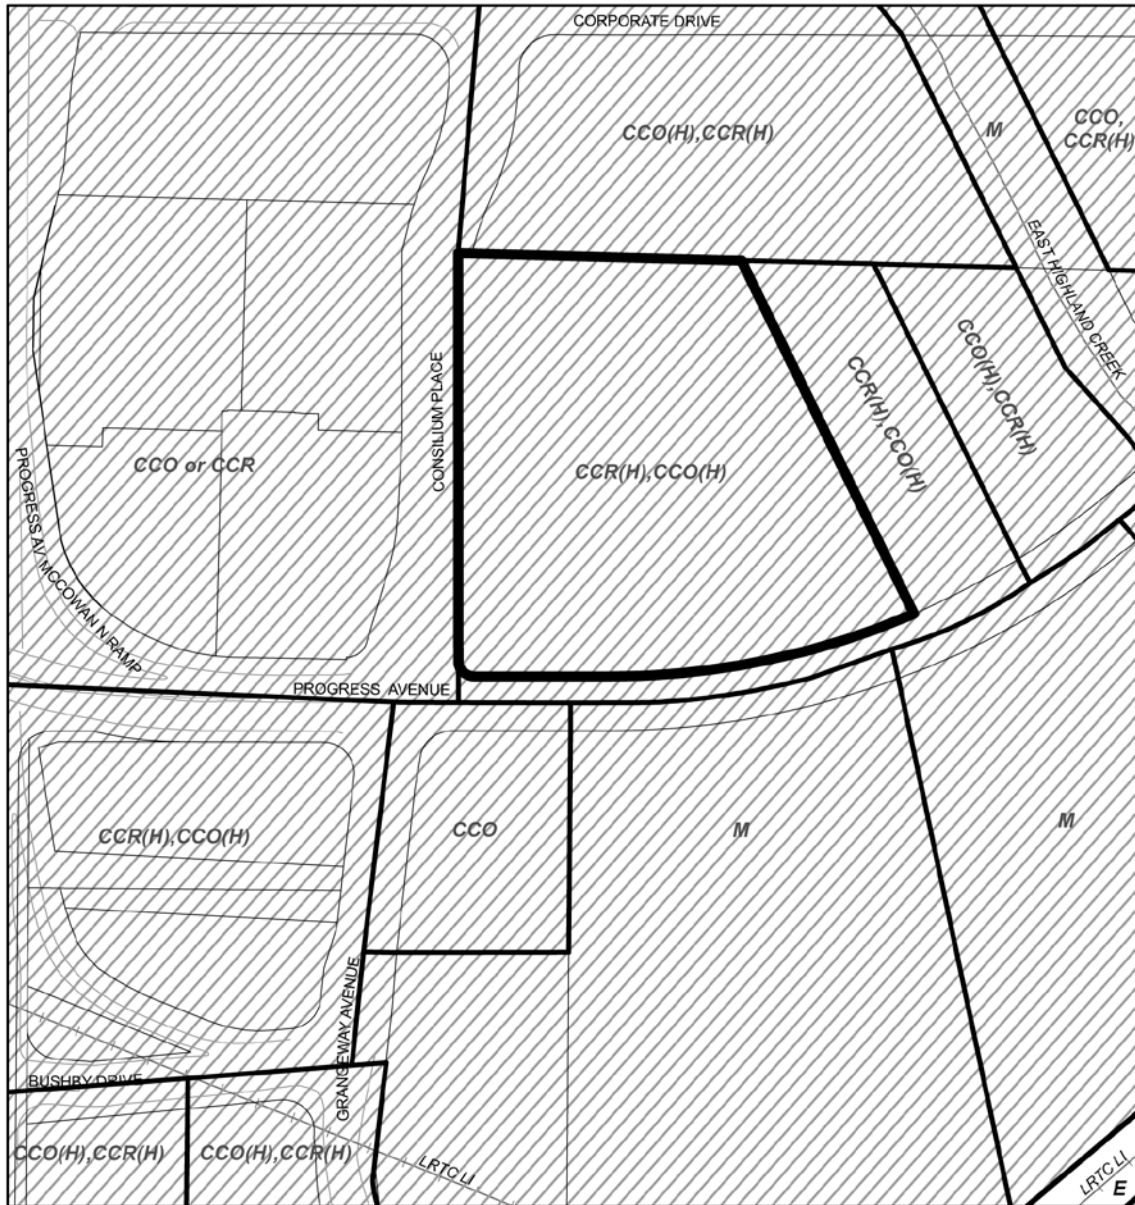 CORPORATE DRIVE
CCO(H),CCR(H)
M
CCO,
CCR(H)
EAST HIGHLAND CREEK
CONSILIUM PLACE
CCR(H),CCO(H)
CCO(H),CCR(H)
CCO or CCR
CCR(H),CCO(H)
PROGRESS AV MCCOWAN N RAMP
PROGRESS AVENUE
CCR(H),CCO(H)
CCO
M
M
GRANGEWAY AVENUE
BUSHBY DRIVE
CCO(H),CCR(H)
CCO(H),CCR(H)
LRTC LI
LRTC LI
E